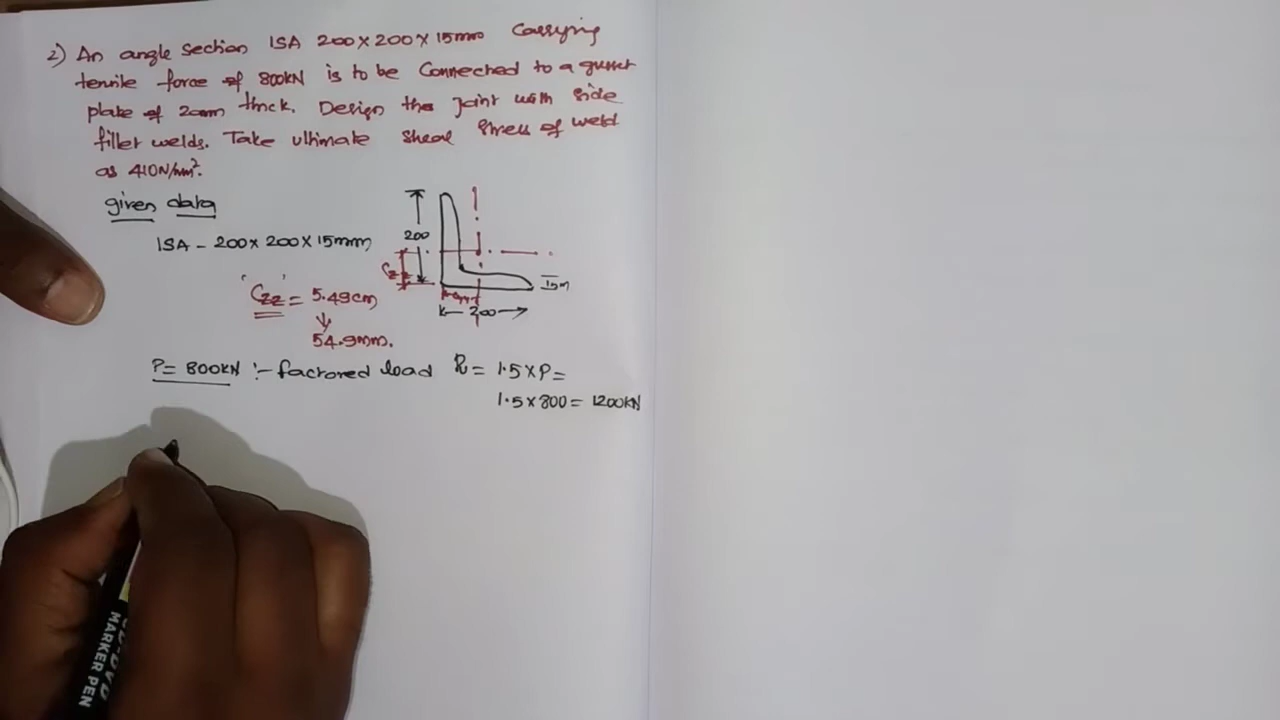 2) An angle section ISA 200×200×15mm Carrying
tensile force of 800KN is to be Connected to a gusset
plate of 20mm thick. Design the Joint with side
fillet welds. Take ultimate shear stress of weld
as 410N/mm².
given data
ISA - 200×200×15mm
200
Czz
Czz = 5.49cm
15m
200
54.9mm.
P= 800KN :- factored load = 1.5×P=
1.5×800= 1200KN
MARKER PEN